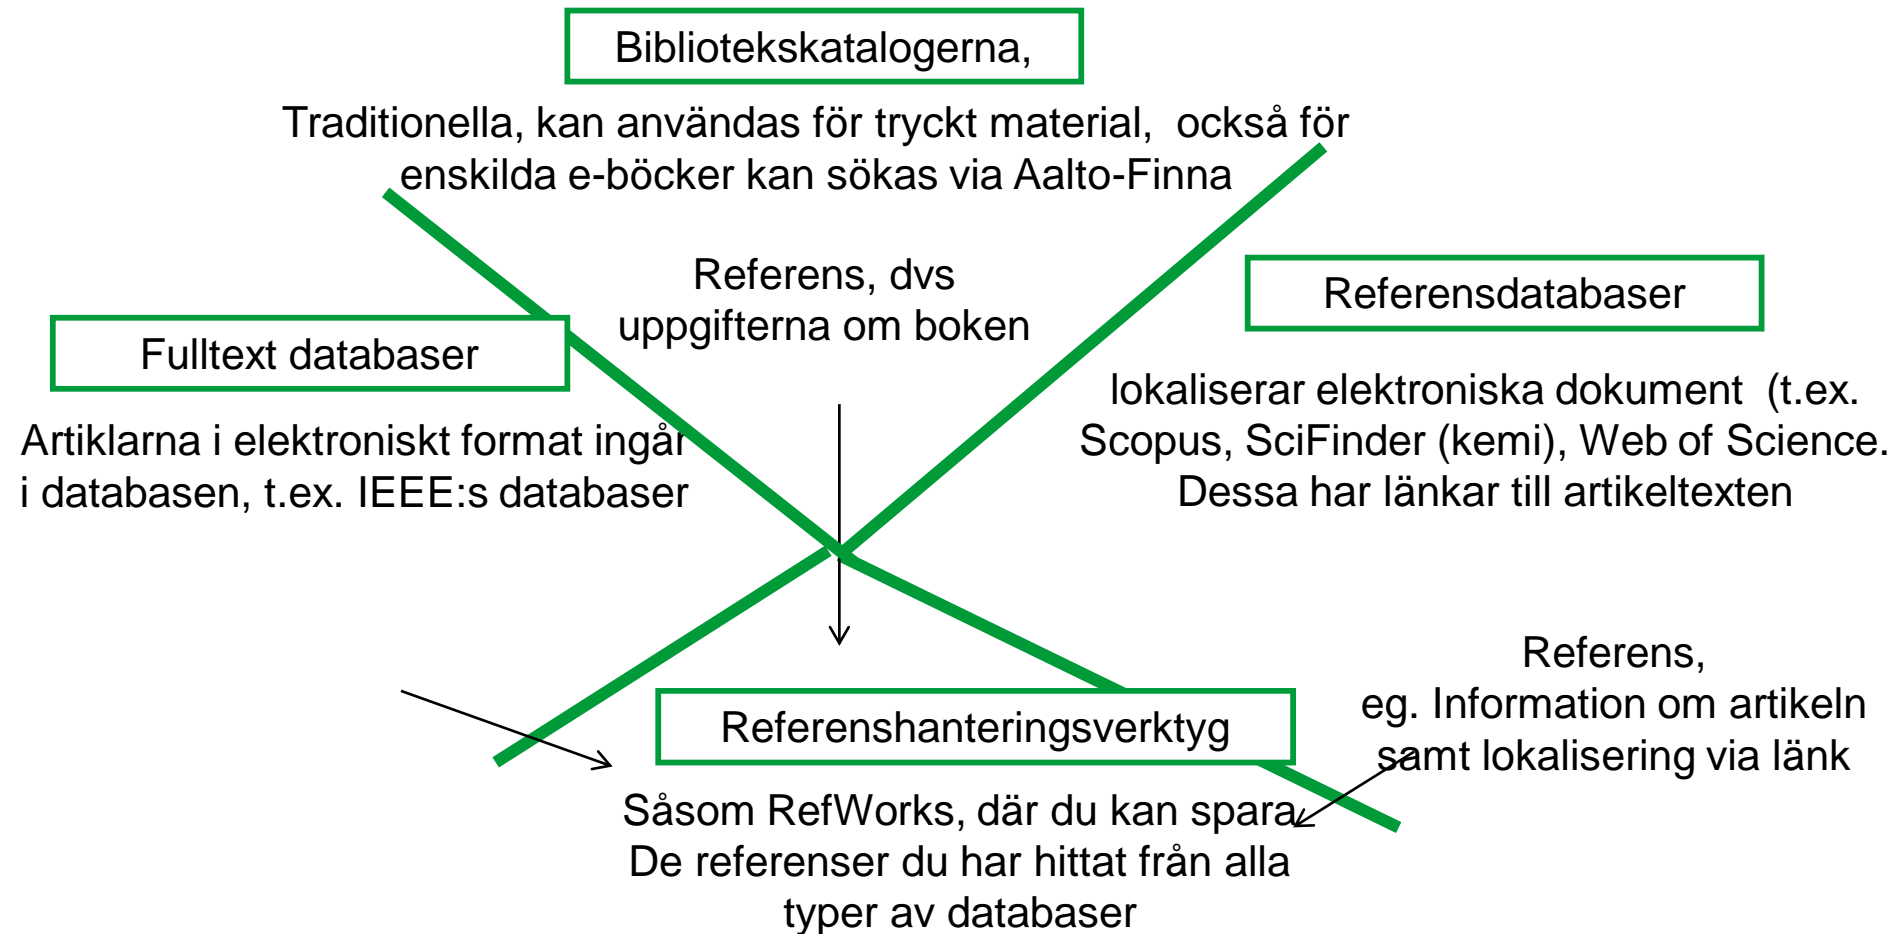 Bibliotekskatalogerna,
Traditionella, kan användas för tryckt material,  också för
enskilda e-böcker kan sökas via Aalto-Finna
Referens, dvs
uppgifterna om boken
Fulltext databaser
Artiklarna i elektroniskt format ingår
i databasen, t.ex. IEEE:s databaser
Referensdatabaser
lokaliserar elektroniska dokument  (t.ex.
Scopus, SciFinder (kemi), Web of Science.
Dessa har länkar till artikeltexten
Referens,
eg. Information om artikeln
samt lokalisering via länk
Referenshanteringsverktyg
Såsom RefWorks, där du kan spara
De referenser du har hittat från alla
typer av databaser